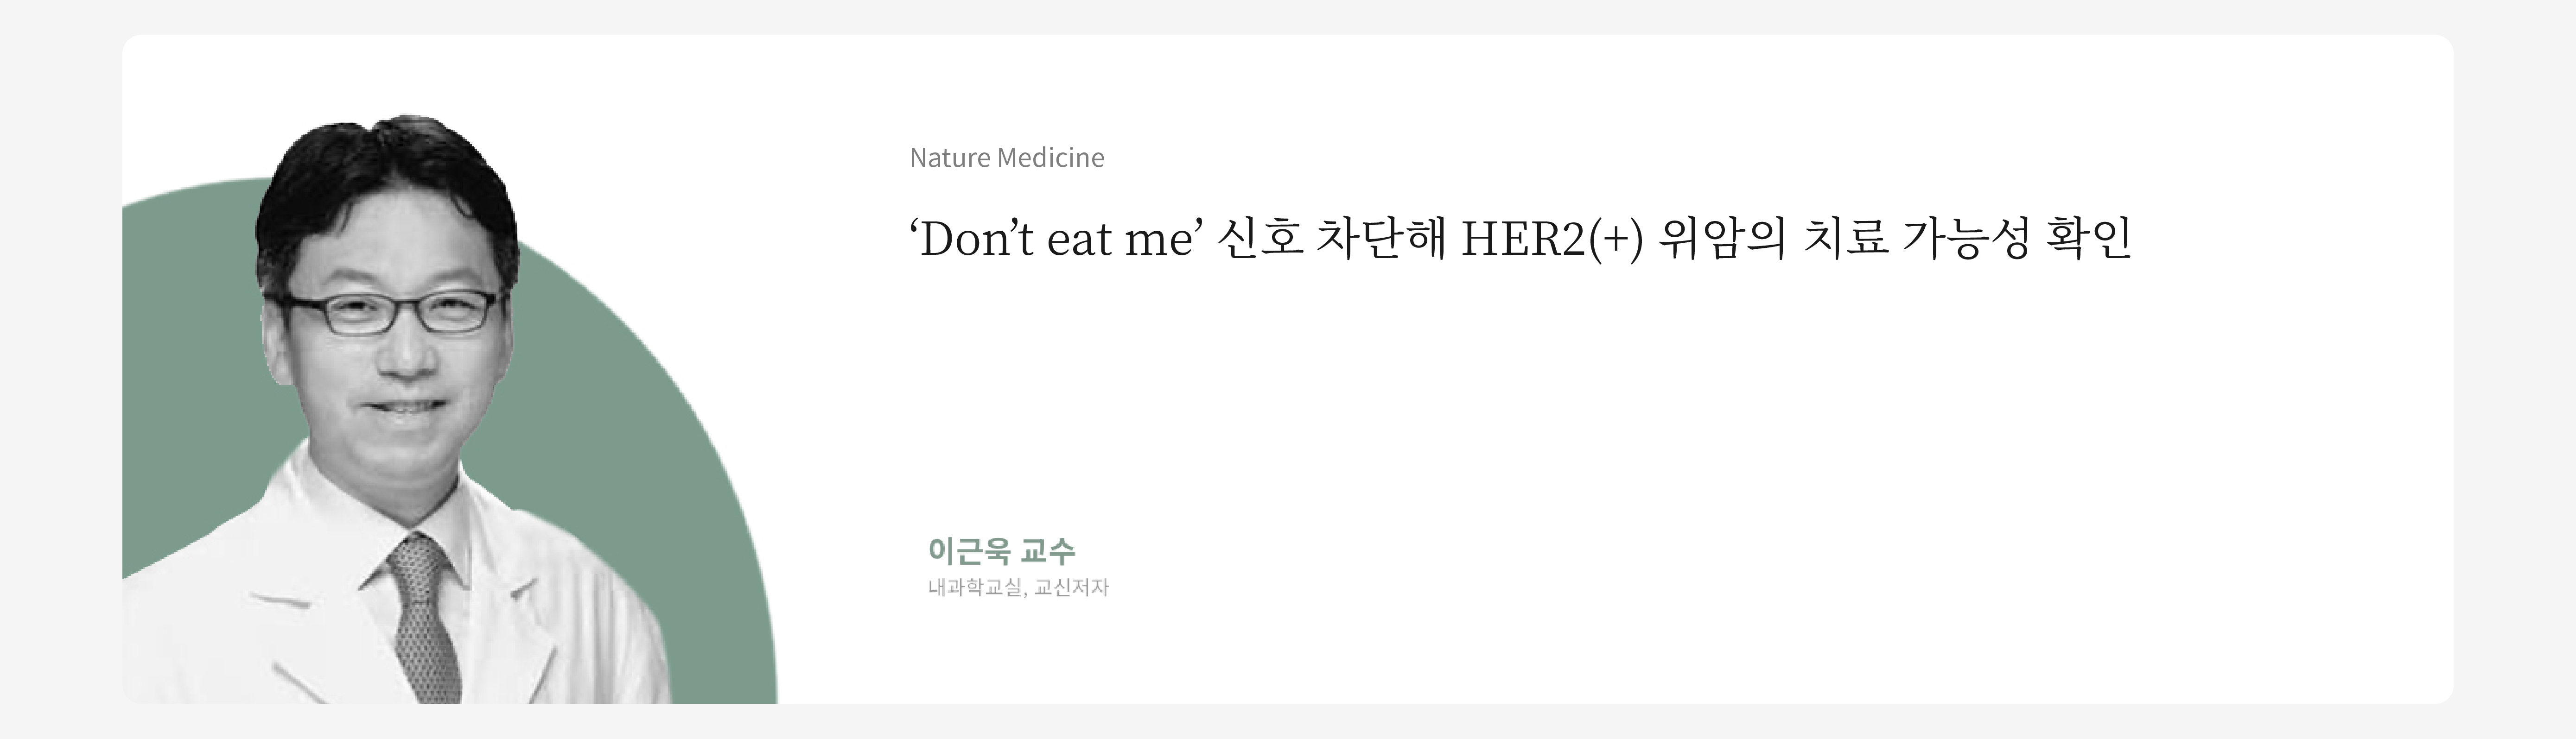 Nature Medicine
‘Don’t eat me’ 신호 차단해 HER2(+) 위암의 치료 가능성 확인
이근욱 교수
내과학교실, 교신저자